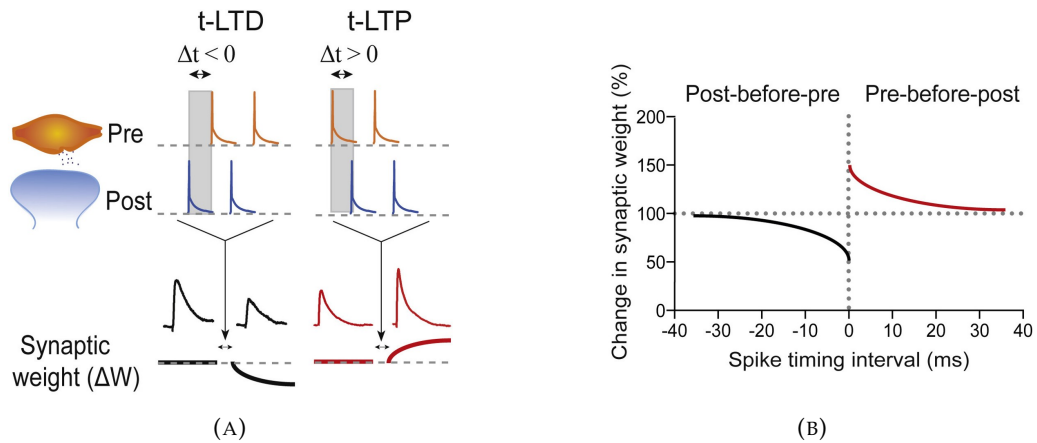 t-LTD
t-LTP
Δt < 0
Δt > 0
Pre
Post
Synaptic
weight (ΔW)
(A)
Change in synaptic weight (%)
Post-before-pre
Pre-before-post
200
150
100
50
0
-40 -30 -20 -10 0 10 20 30 40
Spike timing interval (ms)
(B)